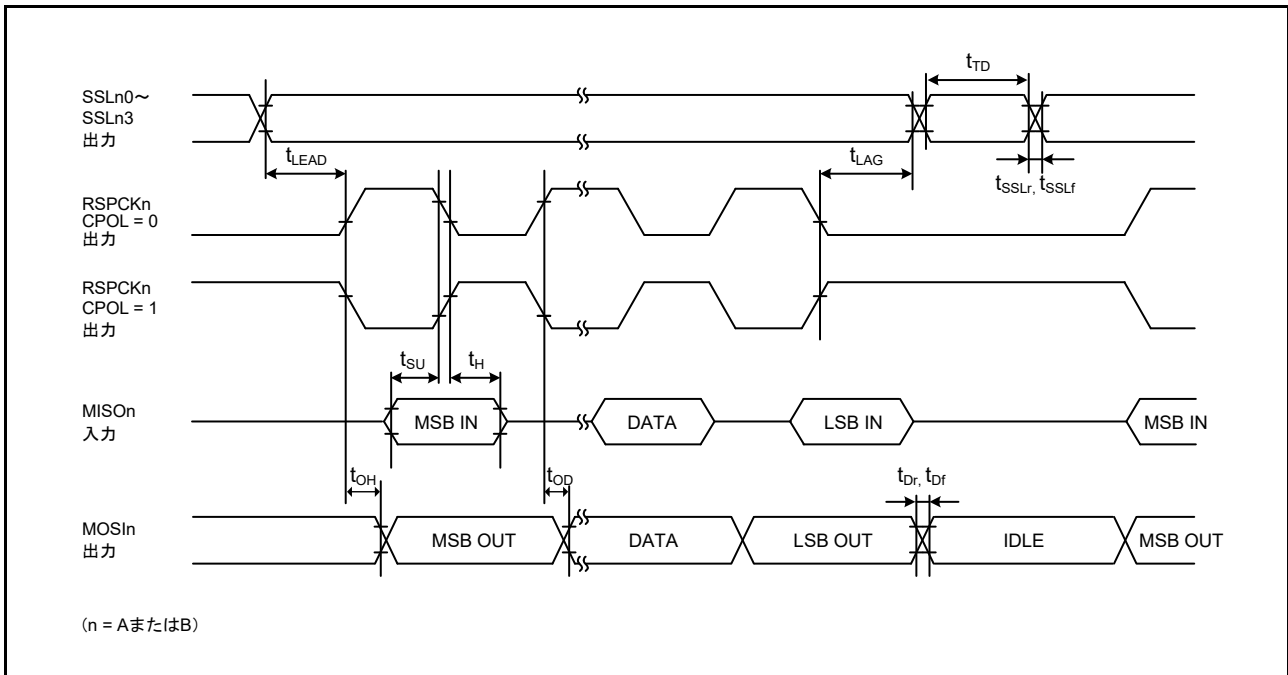 tTD
SSLn0～
SSLn3
出力
tLEAD
tLAG
tSSLr, tSSLf
RSPCKn
CPOL = 0
出力
RSPCKn
CPOL = 1
出力
tSU
tH
MISOn
入力
MSB IN
DATA
LSB IN
MSB IN
tOH
tOD
tDr, tDf
MOSIn
出力
MSB OUT
DATA
LSB OUT
IDLE
MSB OUT
(n = AまたはB)